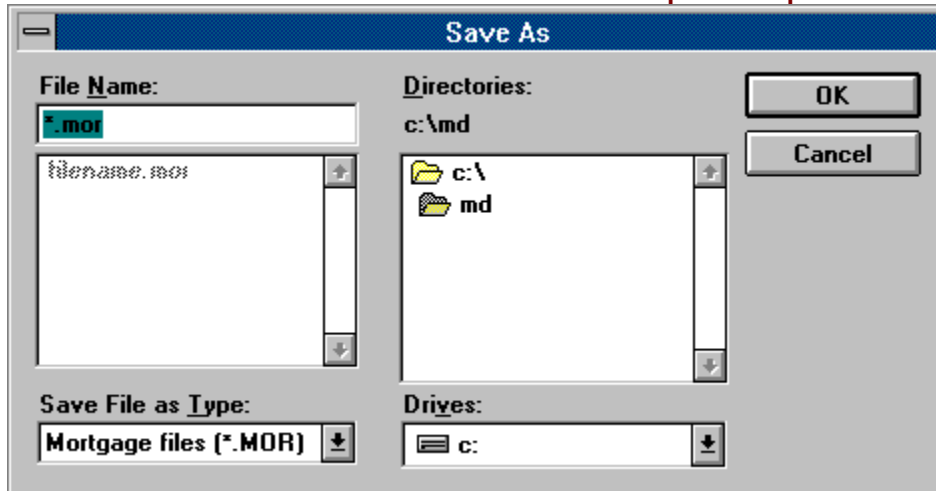 Save As
File Name:
*.mor
filename.mor
Save File as Type:
Mortgage files (*.MOR)
Directories:
c:\md
c:\
md
Drives:
c:
OK
Cancel